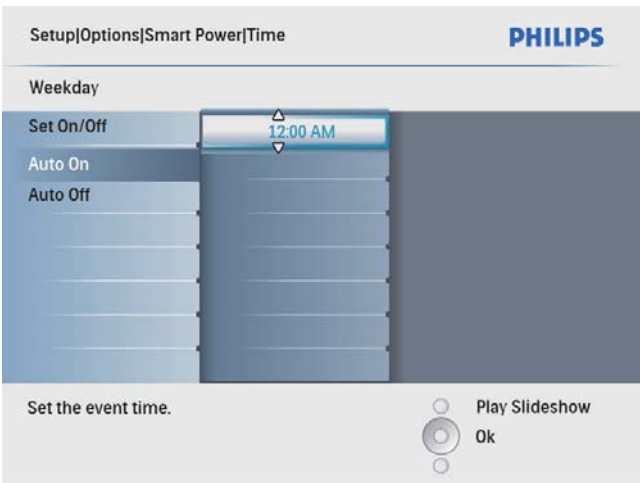 Setup|Options|Smart Power|Time
PHILIPS
Weekday
Set On/Off
12:00 AM
Auto On
Auto Off
Set the event time.
Play Slideshow
Ok